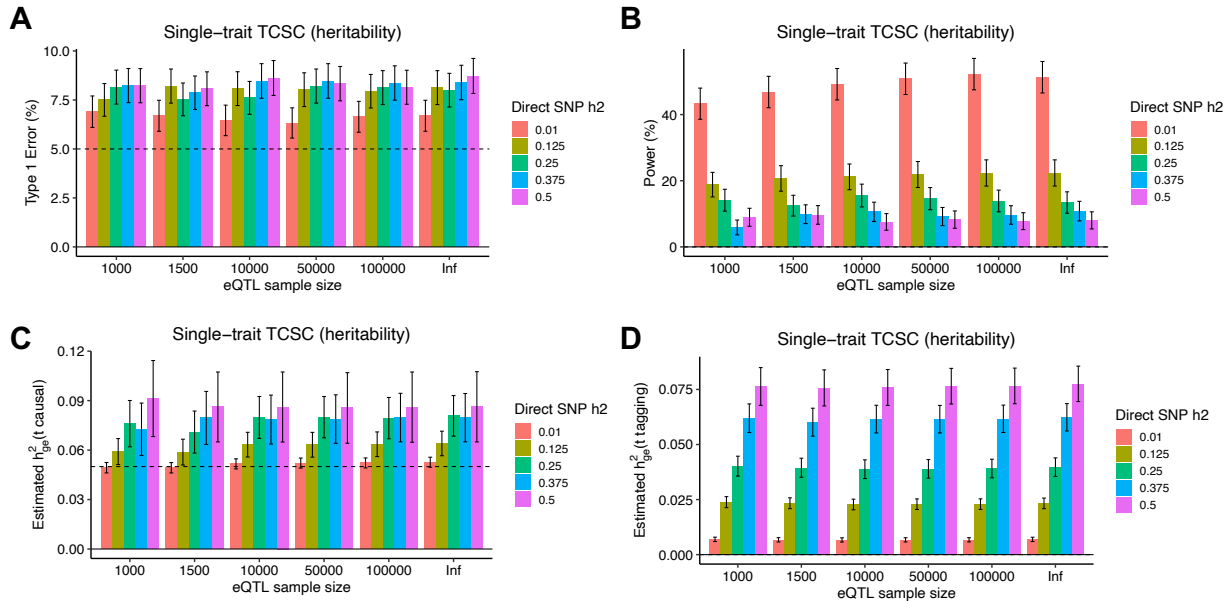 A
Single−trait TCSC (heritability)
Type 1 Error (%)
10.0
7.5
5.0
2.5
0.0
1000 1500 10000 50000 100000 Inf
eQTL sample size
Direct SNP h2
0.01
0.125
0.25
0.375
0.5
B
Single−trait TCSC (heritability)
Power (%)
40
20
0
1000 1500 10000 50000 100000 Inf
eQTL sample size
Direct SNP h2
0.01
0.125
0.25
0.375
0.5
C
Single−trait TCSC (heritability)
Estimated h²ge(t causal)
0.12
0.09
0.06
0.03
0.00
1000 1500 10000 50000 100000 Inf
eQTL sample size
Direct SNP h2
0.01
0.125
0.25
0.375
0.5
D
Single−trait TCSC (heritability)
Estimated h²ge(t tagging)
0.075
0.050
0.025
0.000
1000 1500 10000 50000 100000 Inf
eQTL sample size
Direct SNP h2
0.01
0.125
0.25
0.375
0.5